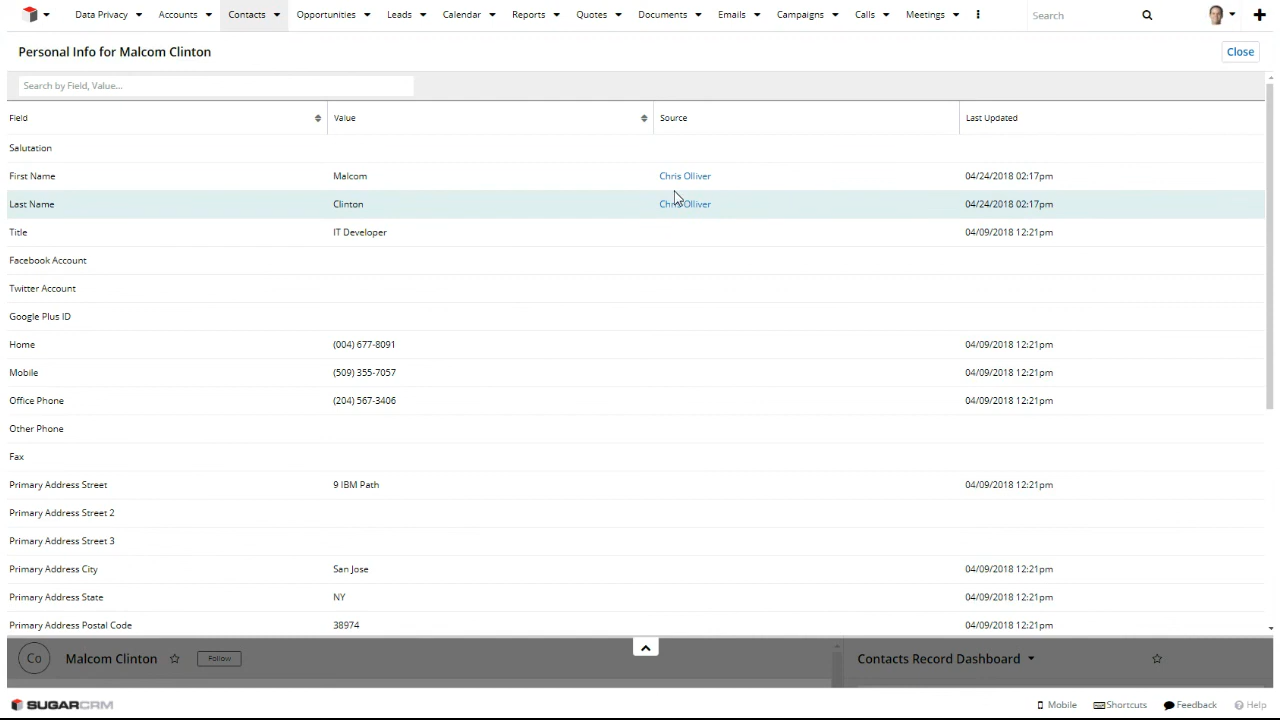 Data Privacy Accounts Contacts Opportunities Leads Calendar Reports Quotes Documents Emails Campaigns Calls Meetings Search
Personal Info for Malcom Clinton Close
Search by Field, Value...
Field Value Source Last Updated
Salutation
First Name Malcom Chris Olliver 04/24/2018 02:17pm
Last Name Clinton Chris Olliver 04/24/2018 02:17pm
Title IT Developer 04/09/2018 12:21pm
Facebook Account
Twitter Account
Google Plus ID
Home (004) 677-8091 04/09/2018 12:21pm
Mobile (509) 355-7057 04/09/2018 12:21pm
Office Phone (204) 567-3406 04/09/2018 12:21pm
Other Phone
Fax
Primary Address Street 9 IBM Path 04/09/2018 12:21pm
Primary Address Street 2
Primary Address Street 3
Primary Address City San Jose 04/09/2018 12:21pm
Primary Address State NY 04/09/2018 12:21pm
Primary Address Postal Code 38974 04/09/2018 12:21pm
Co Malcom Clinton Follow Contacts Record Dashboard
SUGARCRM Mobile Shortcuts Feedback Help